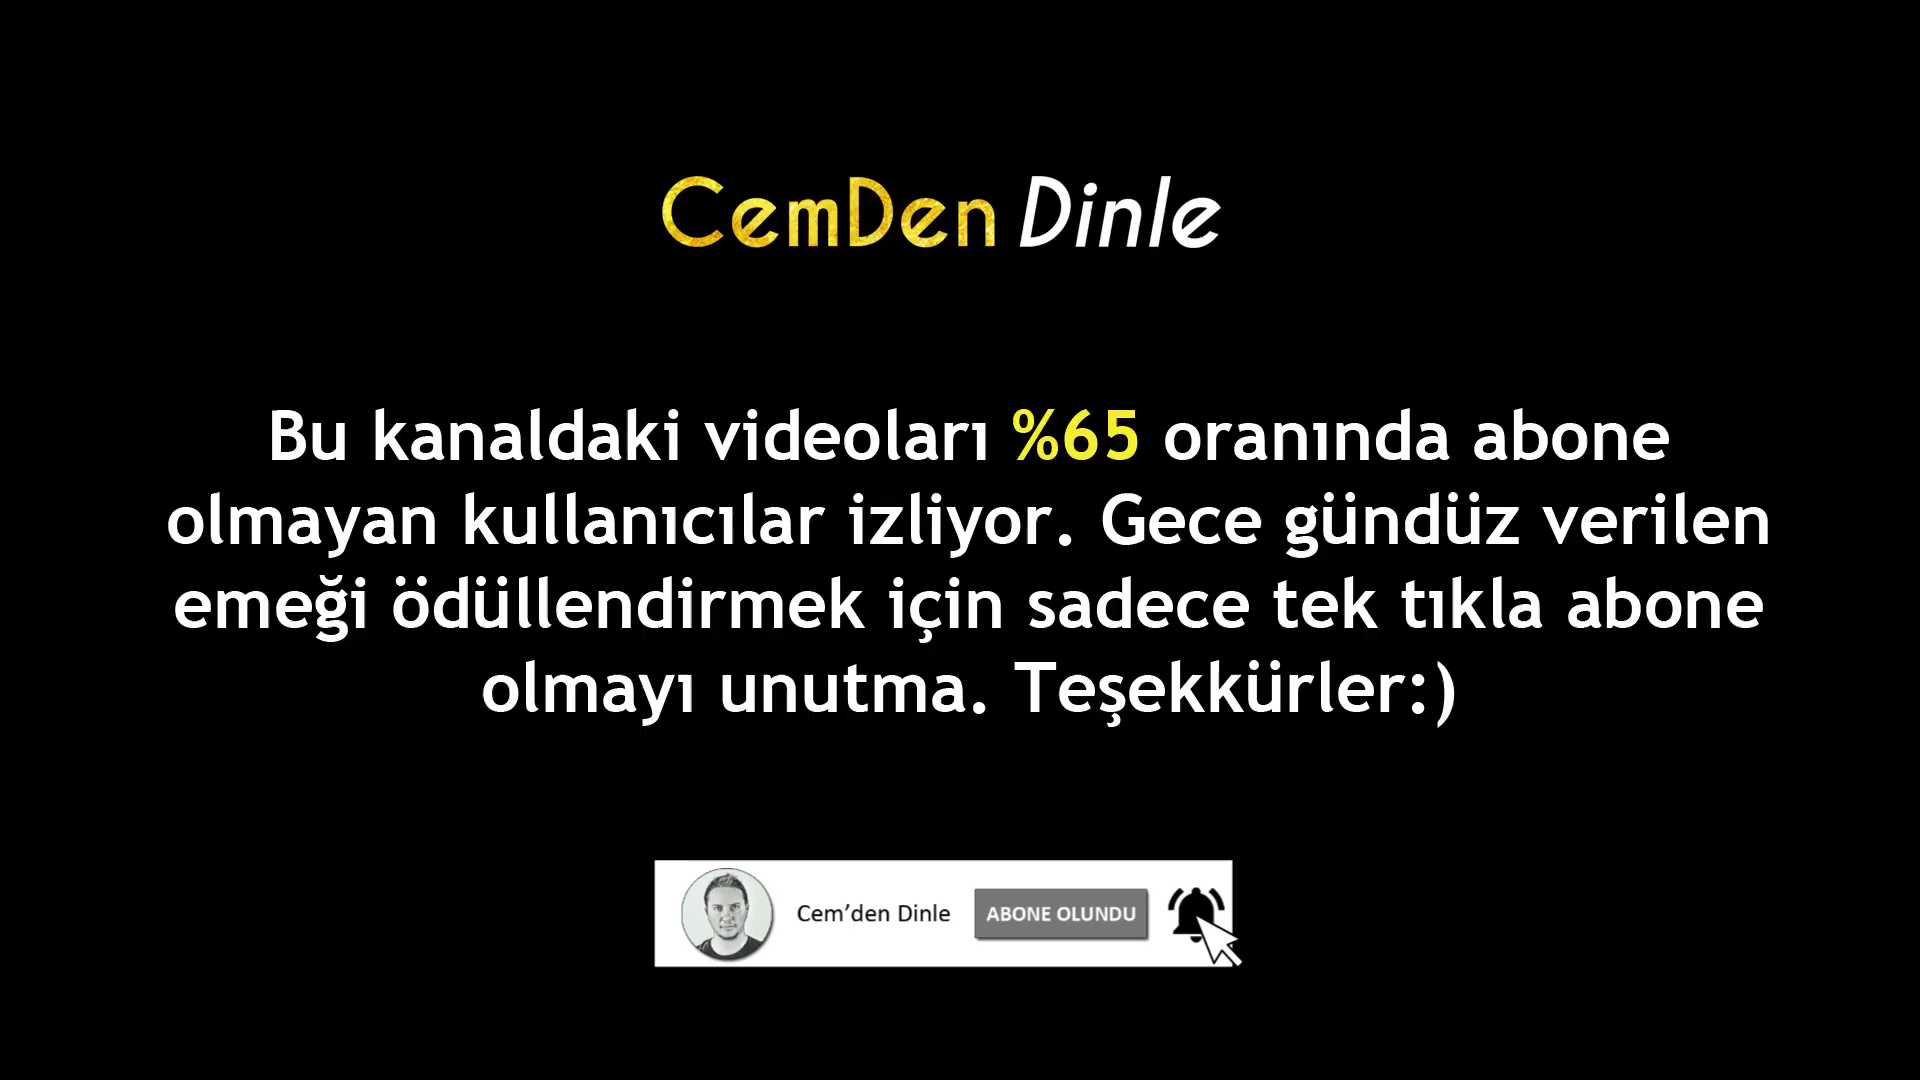 CemDen Dinle
Bu kanaldaki videoları %65 oranında abone
olmayan kullanıcılar izliyor. Gece gündüz verilen
emeği ödüllendirmek için sadece tek tıkla abone
olmayı unutma. Teşekkürler:)
Cem’den Dinle ABONE OLUNDU